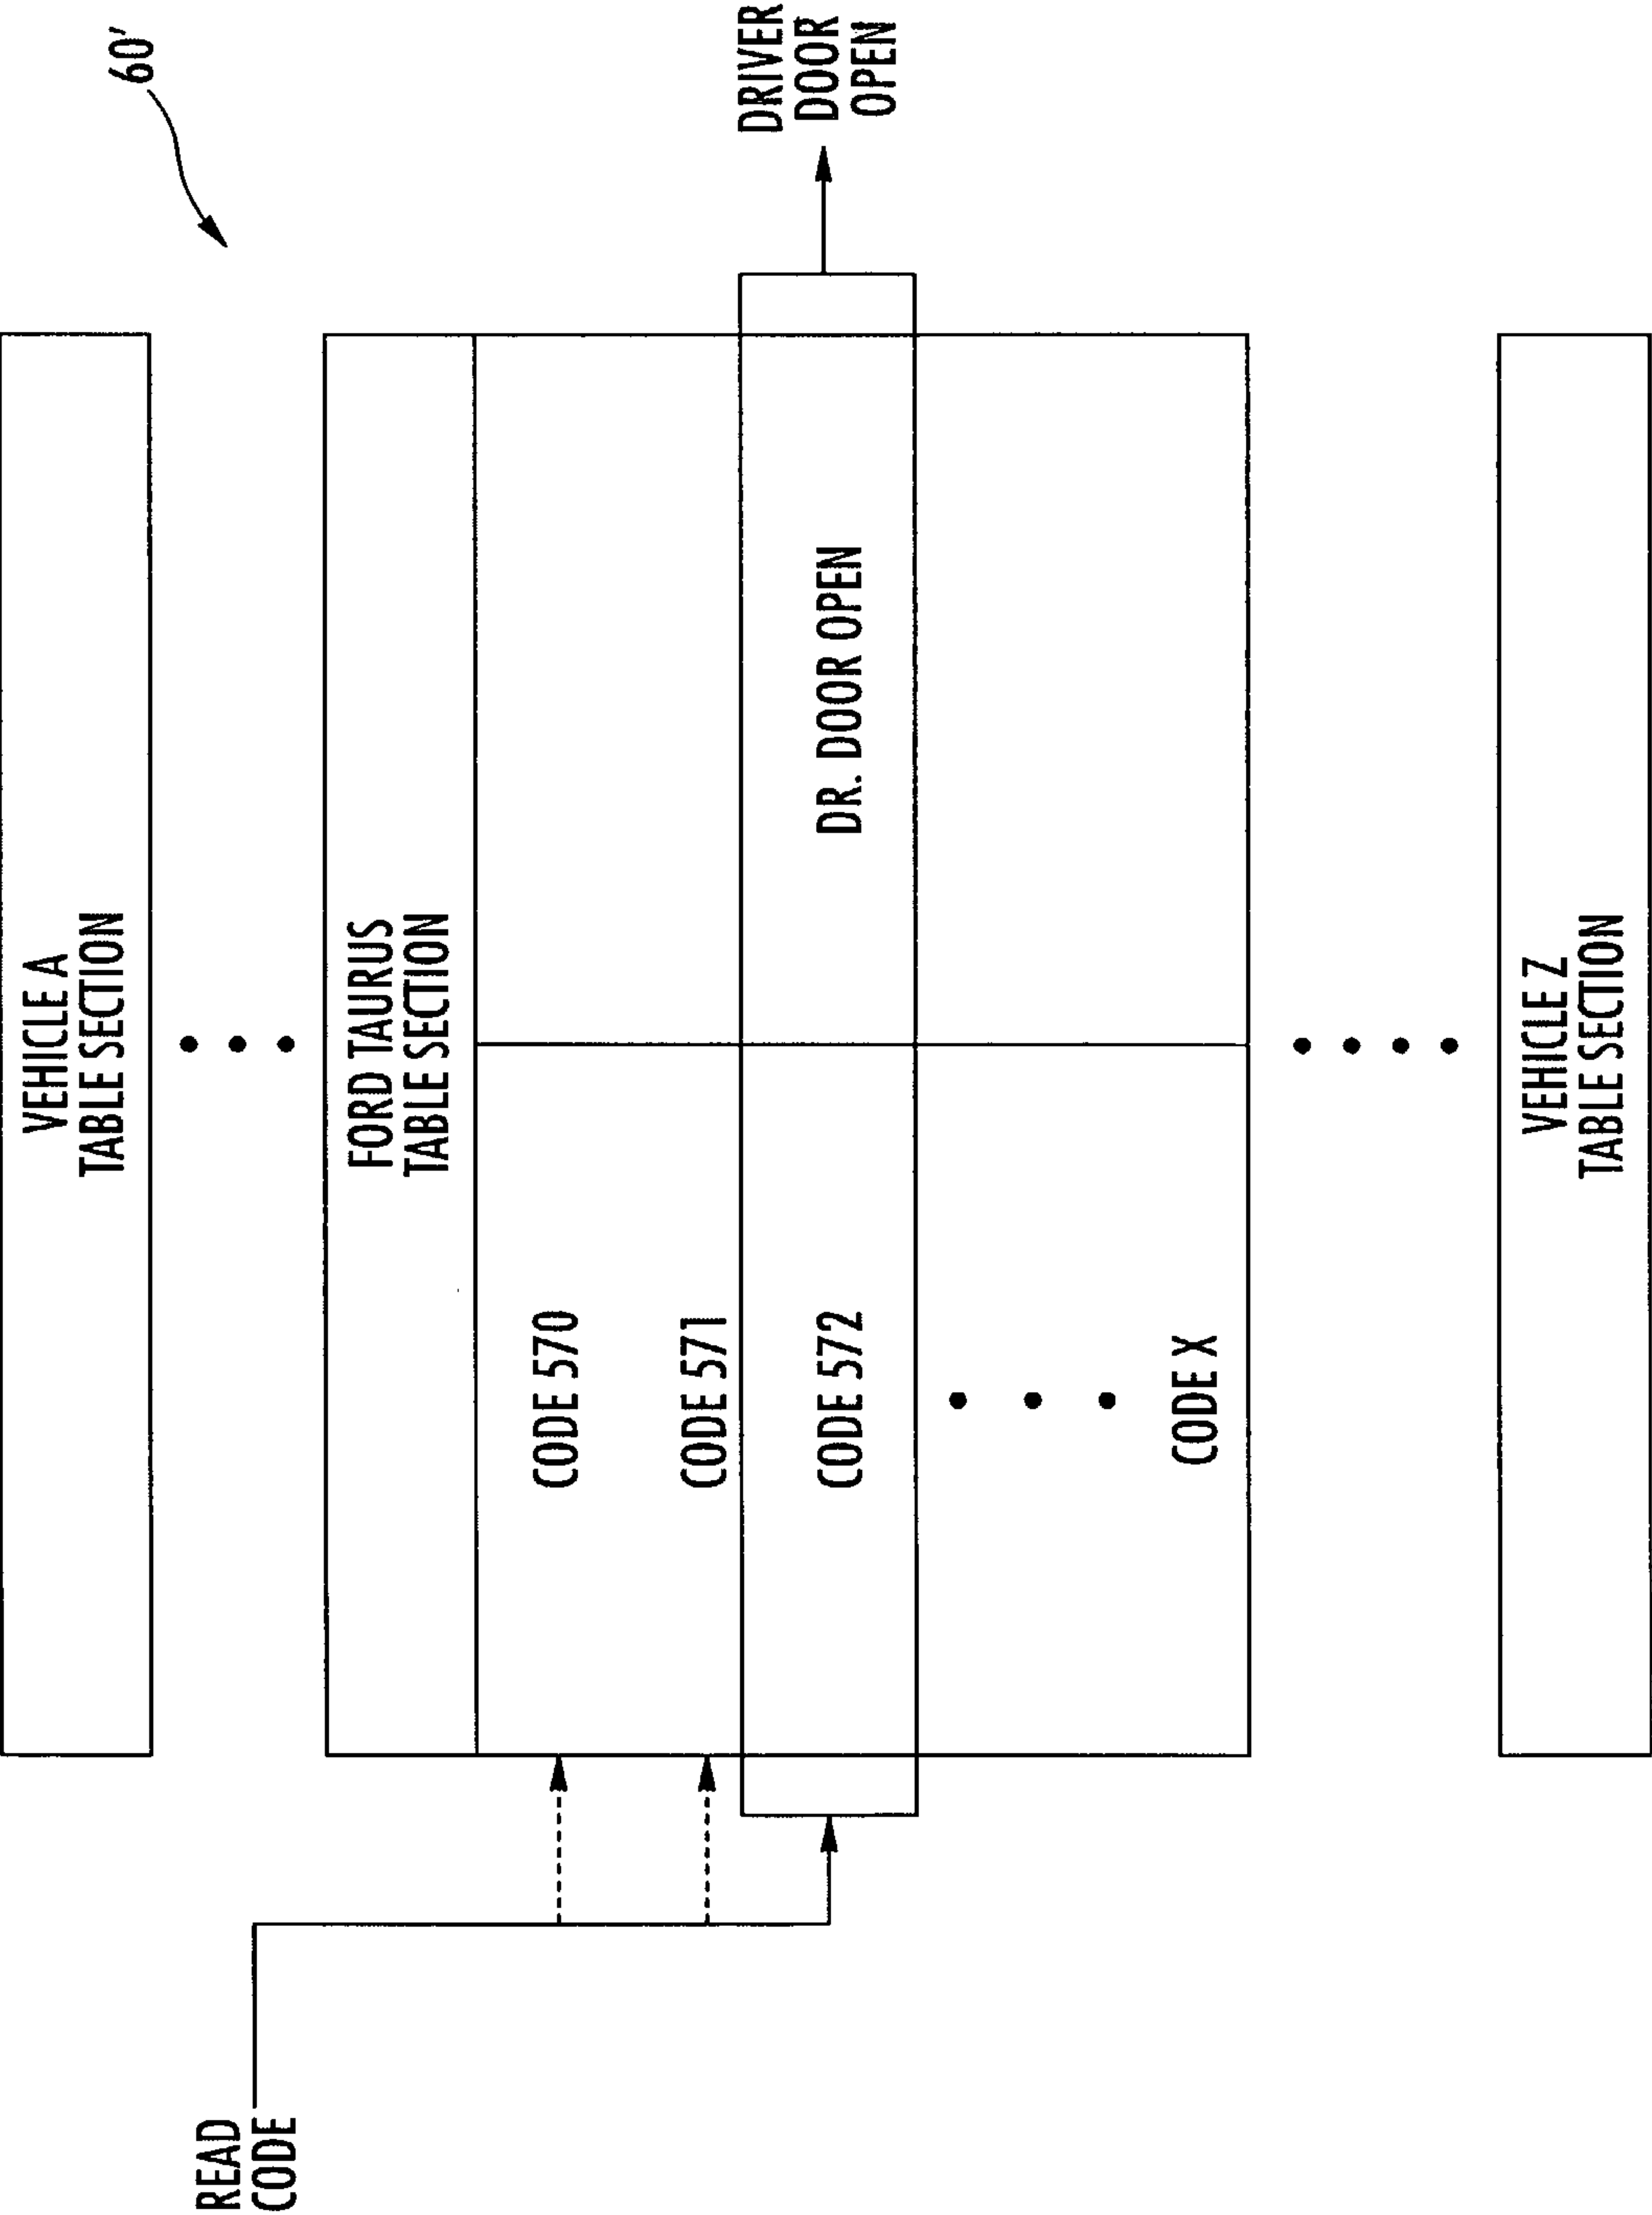 60'
VEHICLE A
TABLE SECTION
FORD TAURUS
TABLE SECTION
READ
CODE
CODE 570
CODE 571
CODE 572
DR. DOOR OPEN
DRIVER
DOOR
OPEN
CODE X
VEHICLE Z
TABLE SECTION